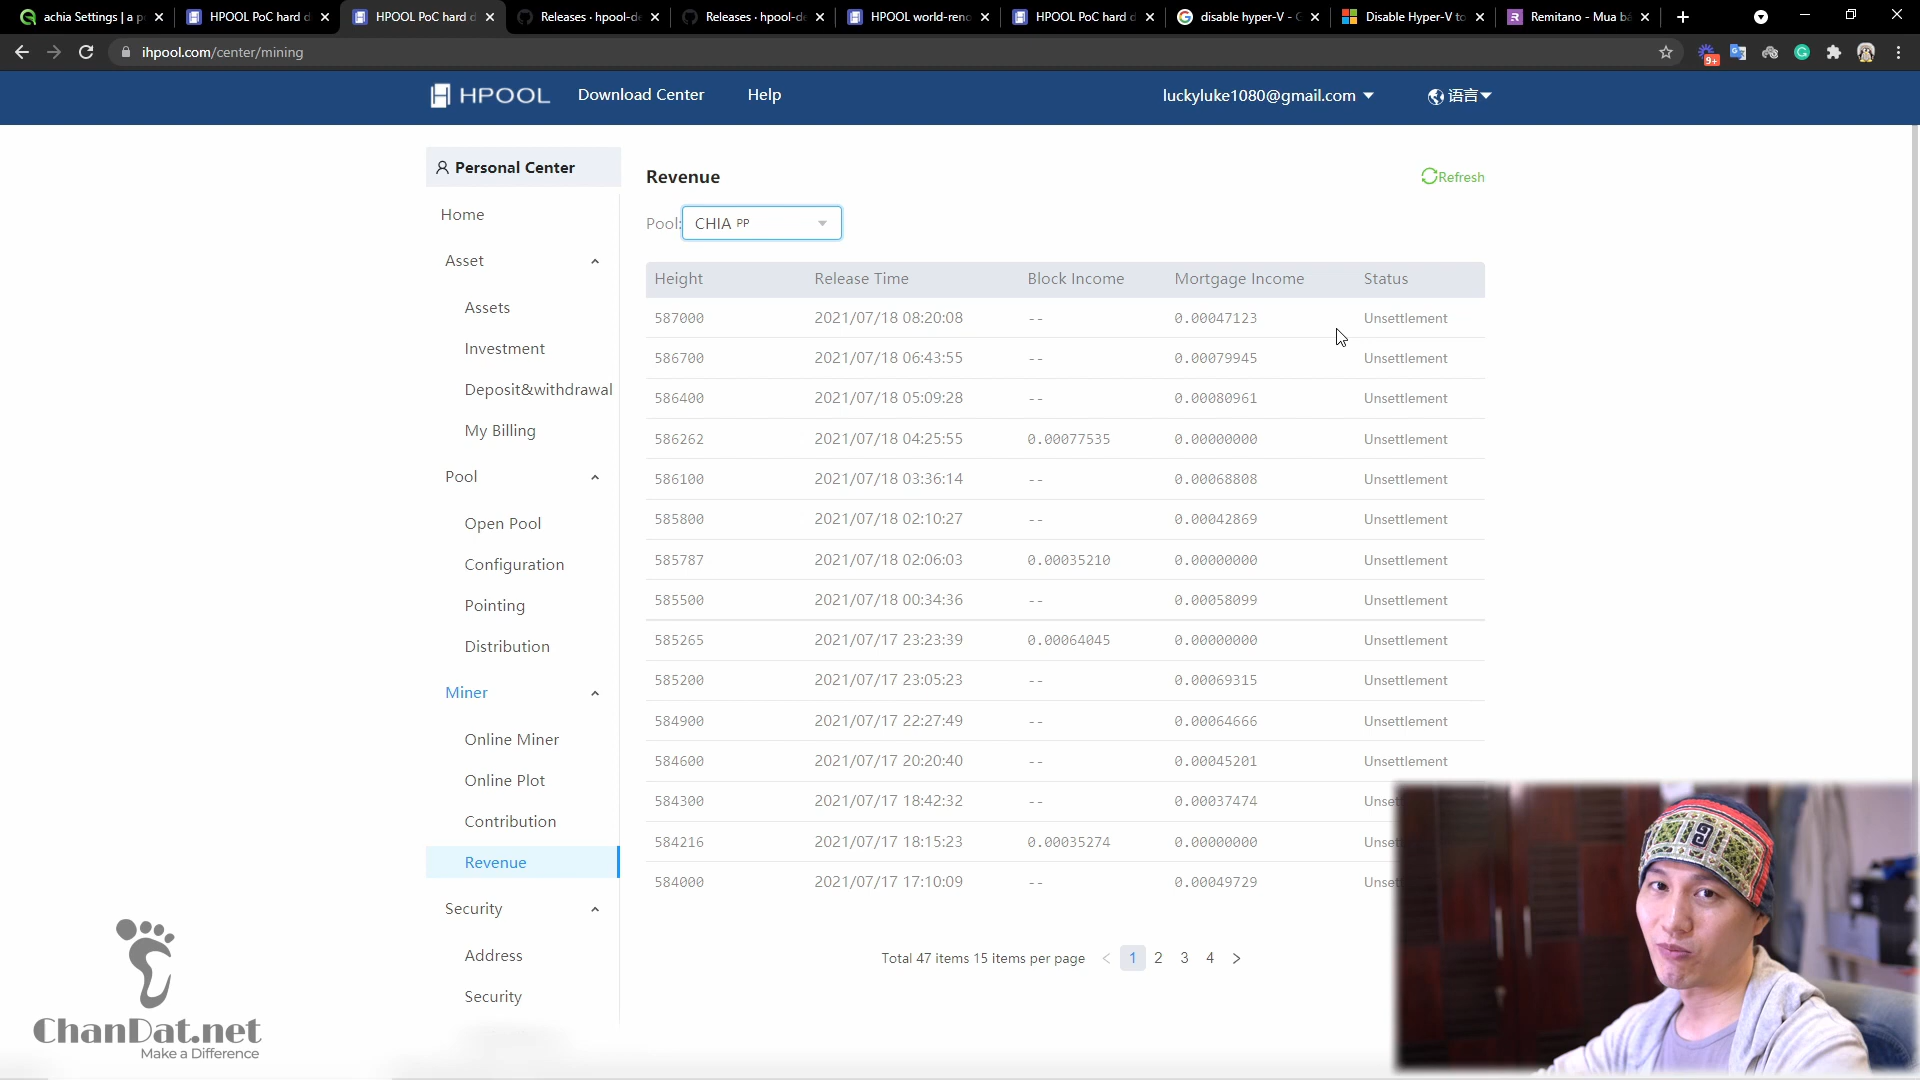 achia Settings | a p
HPOOL PoC hard d
HPOOL PoC hard d
Releases · hpool-de
Releases · hpool-de
HPOOL world-reno
HPOOL PoC hard d
disable hyper-V - G
Disable Hyper-V to
Remitano - Mua bá
ihpool.com/center/mining
9+
HPOOL
Download Center
Help
luckyluke1080@gmail.com
语言
Personal Center
Home
Asset
Assets
Investment
Deposit&withdrawal
My Billing
Pool
Open Pool
Configuration
Pointing
Distribution
Miner
Online Miner
Online Plot
Contribution
Revenue
Security
Address
Security
Revenue
Refresh
Pool: CHIA PP
Height Release Time Block Income Mortgage Income Status
587000 2021/07/18 08:20:08 -- 0.00047123 Unsettlement
586700 2021/07/18 06:43:55 -- 0.00079945 Unsettlement
586400 2021/07/18 05:09:28 -- 0.00080961 Unsettlement
586262 2021/07/18 04:25:55 0.00077535 0.00000000 Unsettlement
586100 2021/07/18 03:36:14 -- 0.00068808 Unsettlement
585800 2021/07/18 02:10:27 -- 0.00042869 Unsettlement
585787 2021/07/18 02:06:03 0.00035210 0.00000000 Unsettlement
585500 2021/07/18 00:34:36 -- 0.00058099 Unsettlement
585265 2021/07/17 23:23:39 0.00064045 0.00000000 Unsettlement
585200 2021/07/17 23:05:23 -- 0.00069315 Unsettlement
584900 2021/07/17 22:27:49 -- 0.00064666 Unsettlement
584600 2021/07/17 20:20:40 -- 0.00045201 Unsettlement
584300 2021/07/17 18:42:32 -- 0.00037474 Unset
584216 2021/07/17 18:15:23 0.00035274 0.00000000 Unset
584000 2021/07/17 17:10:09 -- 0.00049729 Unset
Total 47 items 15 items per page < 1 2 3 4 >
ChanDat.net
Make a Difference